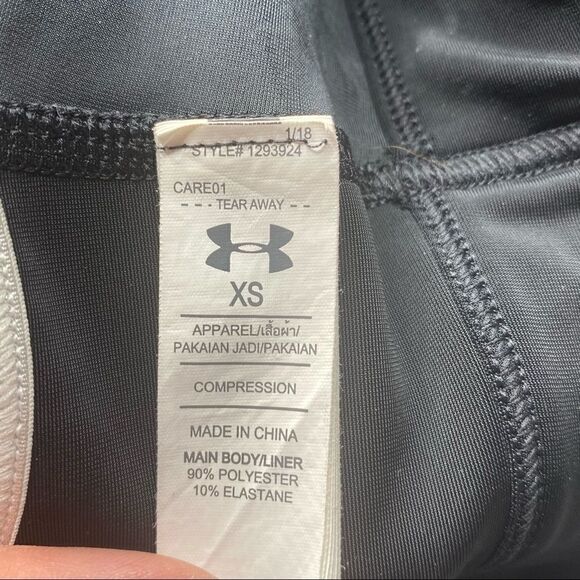 1/18
STYLE# 1293924
CARE01
- - - TEAR AWAY - - -
XS
APPAREL/เสื้อผ้า/
PAKAIAN JADI/PAKAIAN
COMPRESSION
MADE IN CHINA
MAIN BODY/LINER
90% POLYESTER
10% ELASTANE